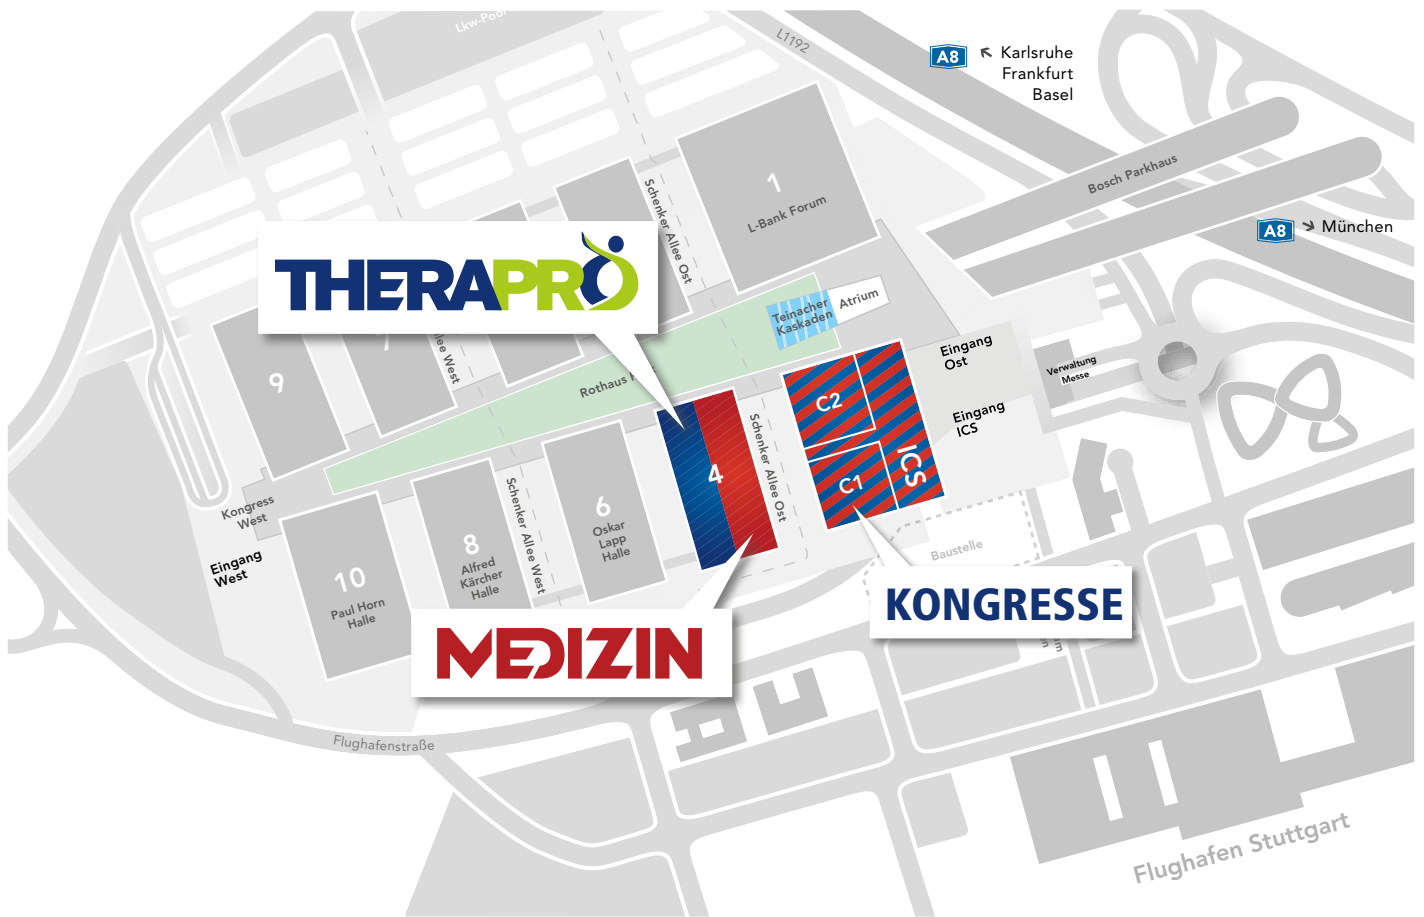 Lkw-Pool
L1192
A8
Karlsruhe
Frankfurt
Basel
Bosch Parkhaus
A8
München
1
L-Bank Forum
Schenker Allee Ost
THERAPRO
Teinacher
Kaskaden
Atrium
Eingang
Ost
Verwaltung
Messe
Eingang
ICS
9
7
Allee West
Rothaus
C2
C1
ICS
4
Schenker Allee Ost
Kongress
West
Eingang
West
10
Paul Horn
Halle
8
Alfred
Kärcher
Halle
Schenker Allee West
6
Oskar
Lapp
Halle
Baustelle
KONGRESSE
MEDIZIN
Flughafenstraße
Flughafen Stuttgart